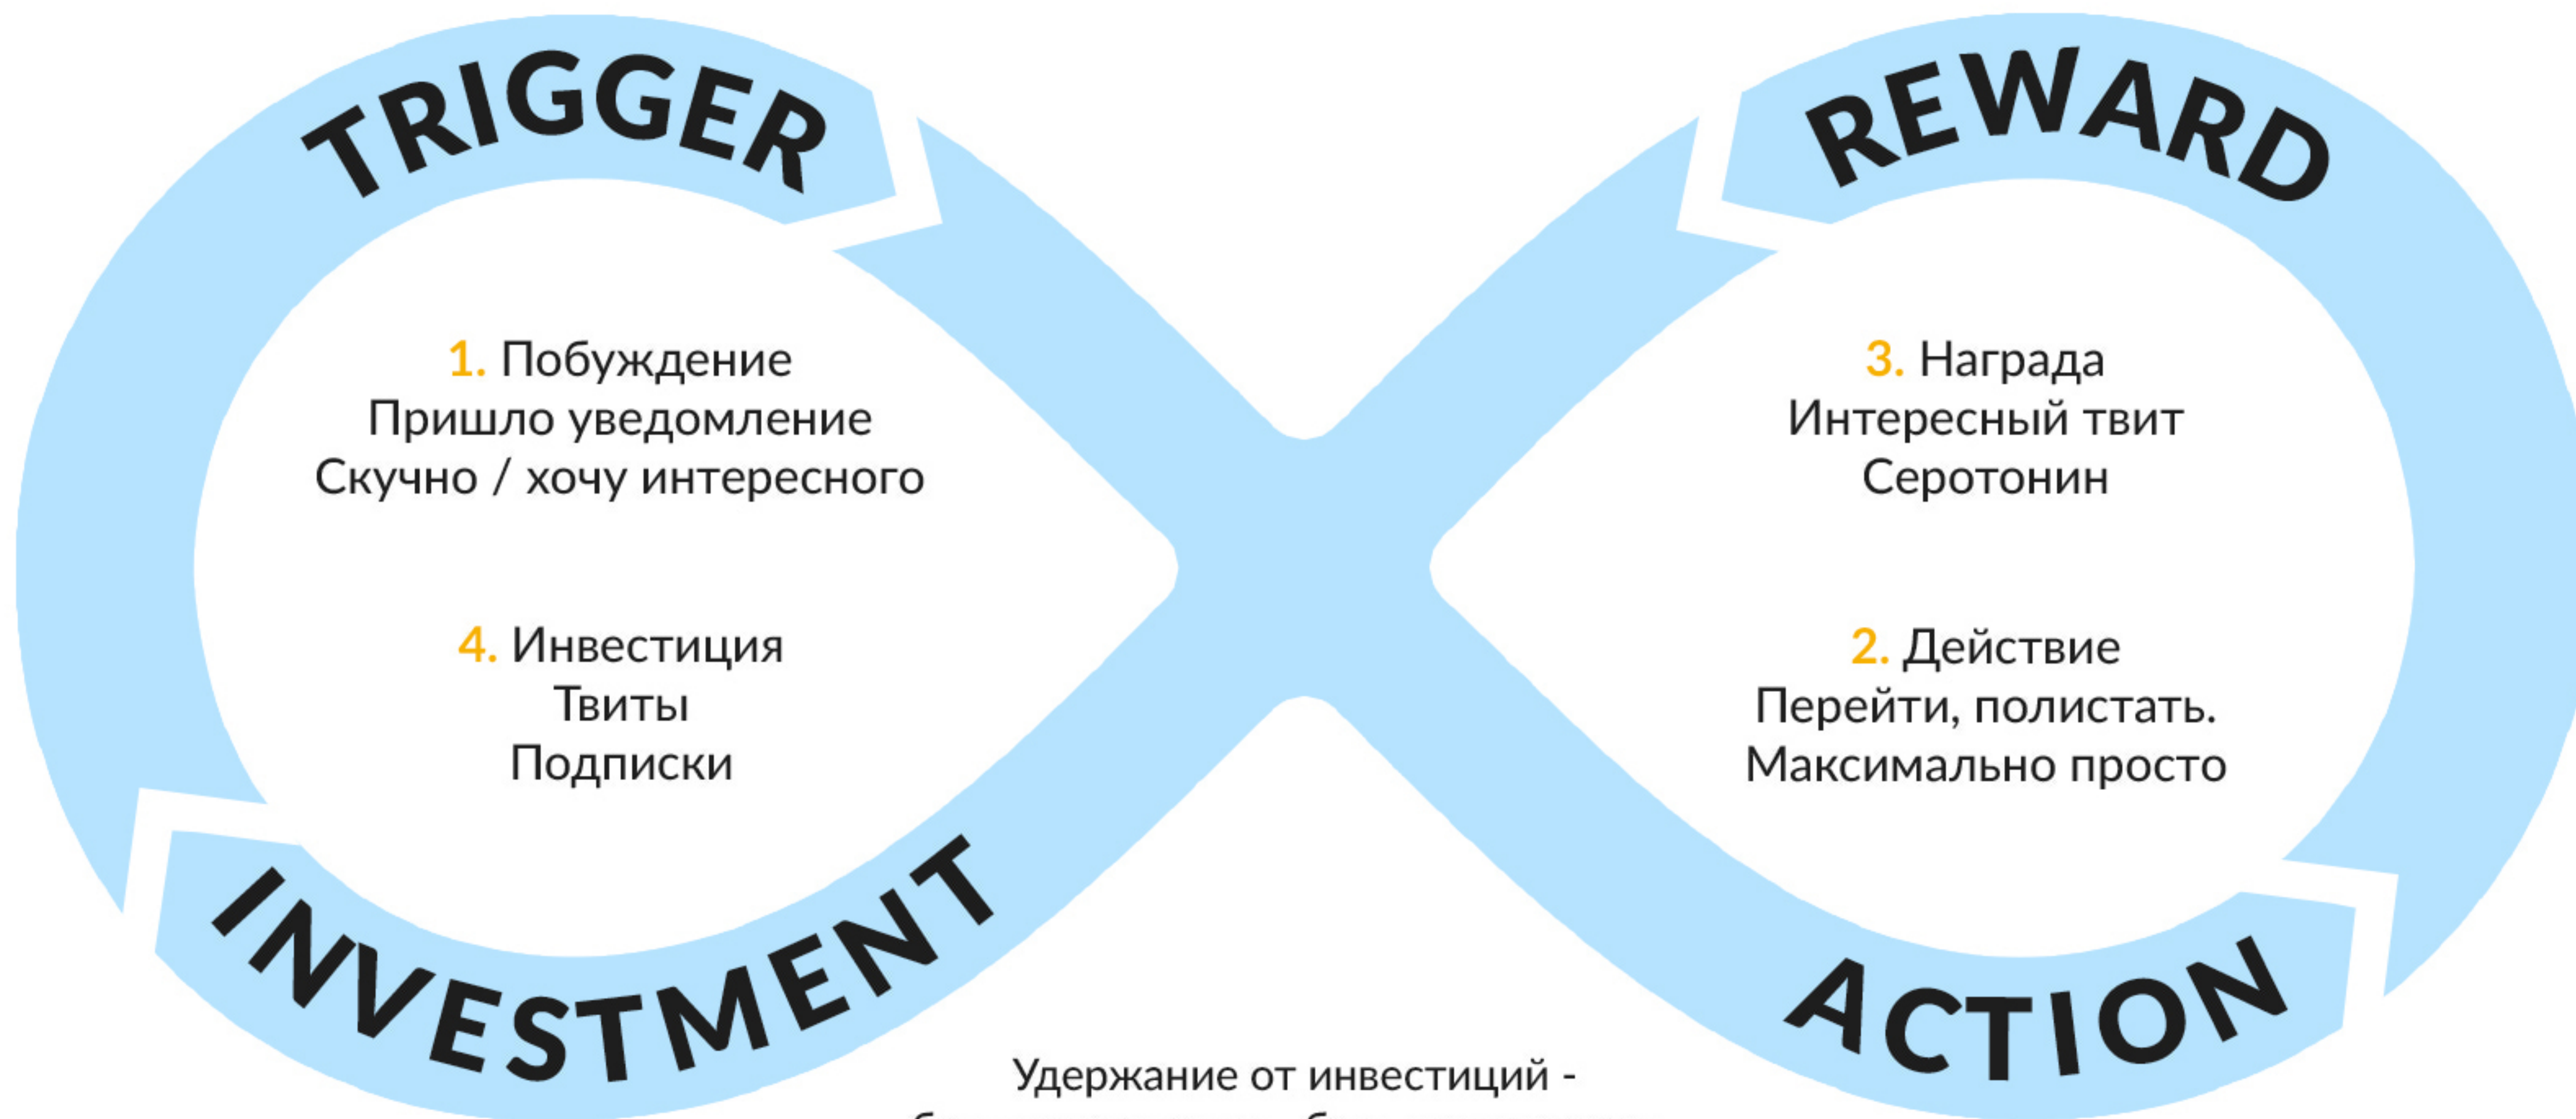 TRIGGER
REWARD
1. Побуждение
Пришло уведомление
Скучно / хочу интересного
3. Награда
Интересный твит
Серотонин
4. Инвестиция
Твиты
Подписки
2. Действие
Перейти, полистать.
Максимально просто
INVESTMENT
ACTION
Удержание от инвестиций -